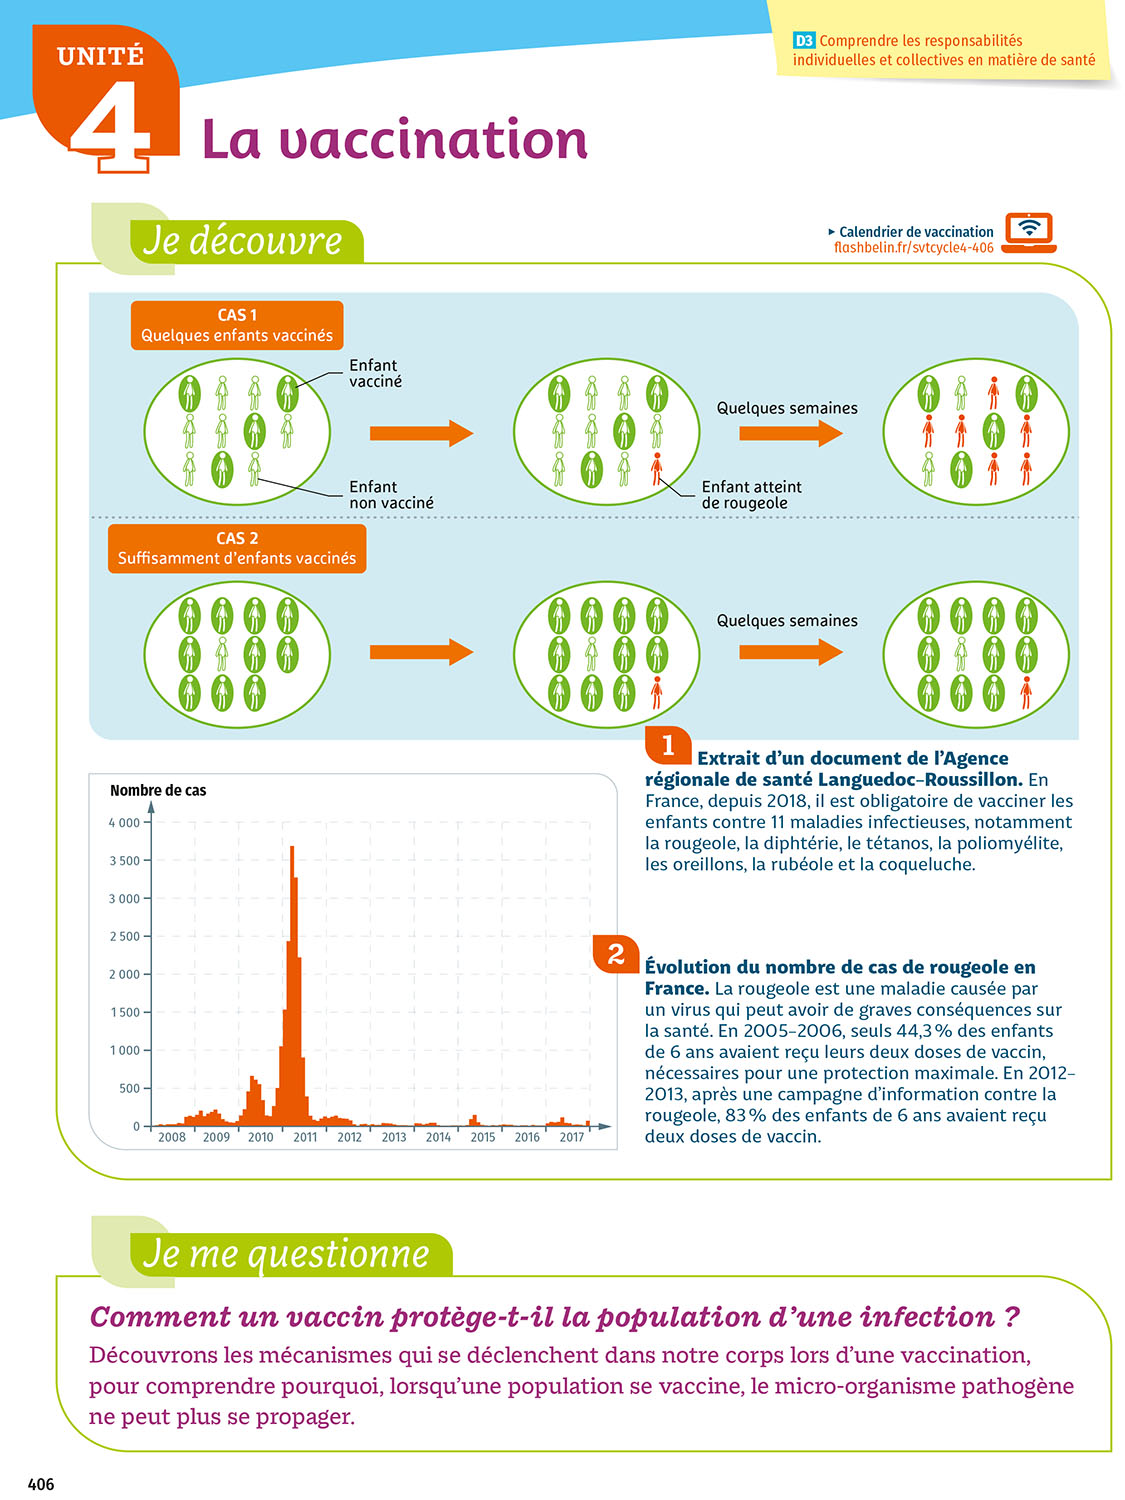 UNITÉ
4
D3 Comprendre les responsabilités
individuelles et collectives en matière de santé
La vaccination
Je découvre
▸ Calendrier de vaccination
flashbelin.fr/svtcycle4-406
CAS 1
Quelques enfants vaccinés
Enfant
vacciné
Enfant
non vacciné
Quelques semaines
Enfant atteint
de rougeole
CAS 2
Suffisamment d'enfants vaccinés
Quelques semaines
1
Extrait d'un document de l'Agence
régionale de santé Languedoc-Roussillon. En
France, depuis 2018, il est obligatoire de vacciner les
enfants contre 11 maladies infectieuses, notamment
la rougeole, la diphtérie, le tétanos, la poliomyélite,
les oreillons, la rubéole et la coqueluche.
Nombre de cas
4 000
3 500
3 000
2 500
2 000
1 500
1 000
500
0
2008 2009 2010 2011 2012 2013 2014 2015 2016 2017
2
Évolution du nombre de cas de rougeole en
France. La rougeole est une maladie causée par
un virus qui peut avoir de graves conséquences sur
la santé. En 2005-2006, seuls 44,3 % des enfants
de 6 ans avaient reçu leurs deux doses de vaccin,
nécessaires pour une protection maximale. En 2012-
2013, après une campagne d'information contre la
rougeole, 83 % des enfants de 6 ans avaient reçu
deux doses de vaccin.
Je me questionne
Comment un vaccin protège-t-il la population d'une infection ?
Découvrons les mécanismes qui se déclenchent dans notre corps lors d'une vaccination,
pour comprendre pourquoi, lorsqu'une population se vaccine, le micro-organisme pathogène
ne peut plus se propager.
406